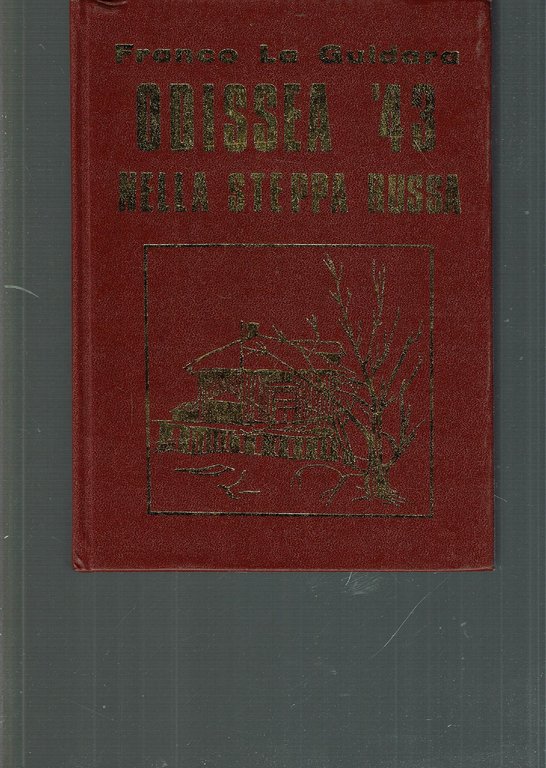 Franco La Guidara
ODISSEA '43
NELLA STEPPA RUSSA